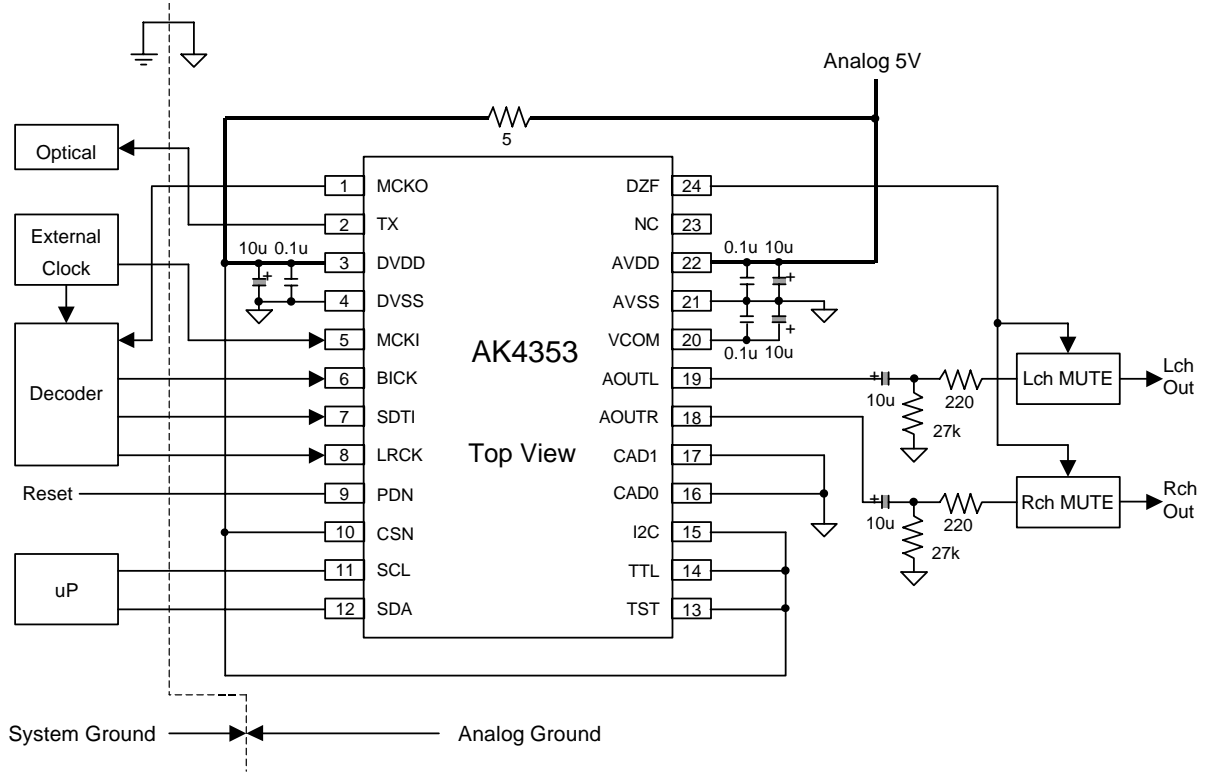 Analog 5V
5
Optical
External
Clock
Decoder
Reset
uP
10u 0.1u
1 MCKO
2 TX
3 DVDD
4 DVSS
5 MCKI
6 BICK
7 SDTI
8 LRCK
9 PDN
10 CSN
11 SCL
12 SDA
AK4353
Top View
DZF 24
NC 23
AVDD 22
AVSS 21
VCOM 20
AOUTL 19
AOUTR 18
CAD1 17
CAD0 16
I2C 15
TTL 14
TST 13
0.1u 10u
+
+
+
0.1u 10u
+
10u
220
27k
Lch MUTE
Lch
Out
+
10u
220
27k
Rch MUTE
Rch
Out
System Ground
Analog Ground